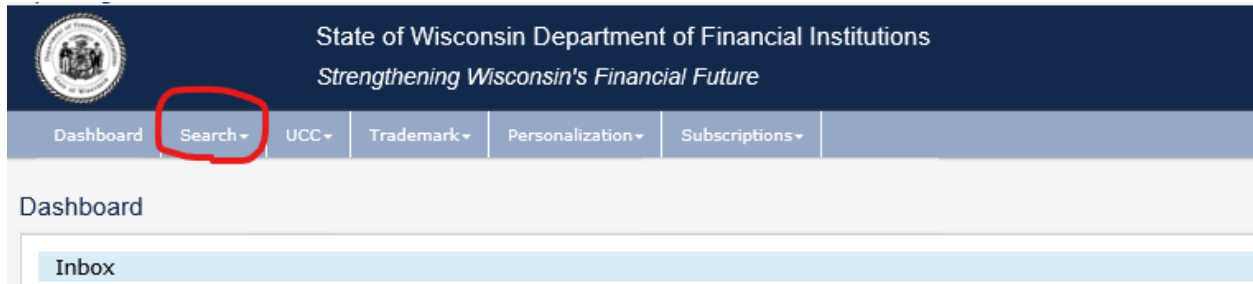 State of Wisconsin Department of Financial Institutions
Strengthening Wisconsin's Financial Future
Dashboard Search UCC Trademark Personalization Subscriptions
Dashboard
Inbox